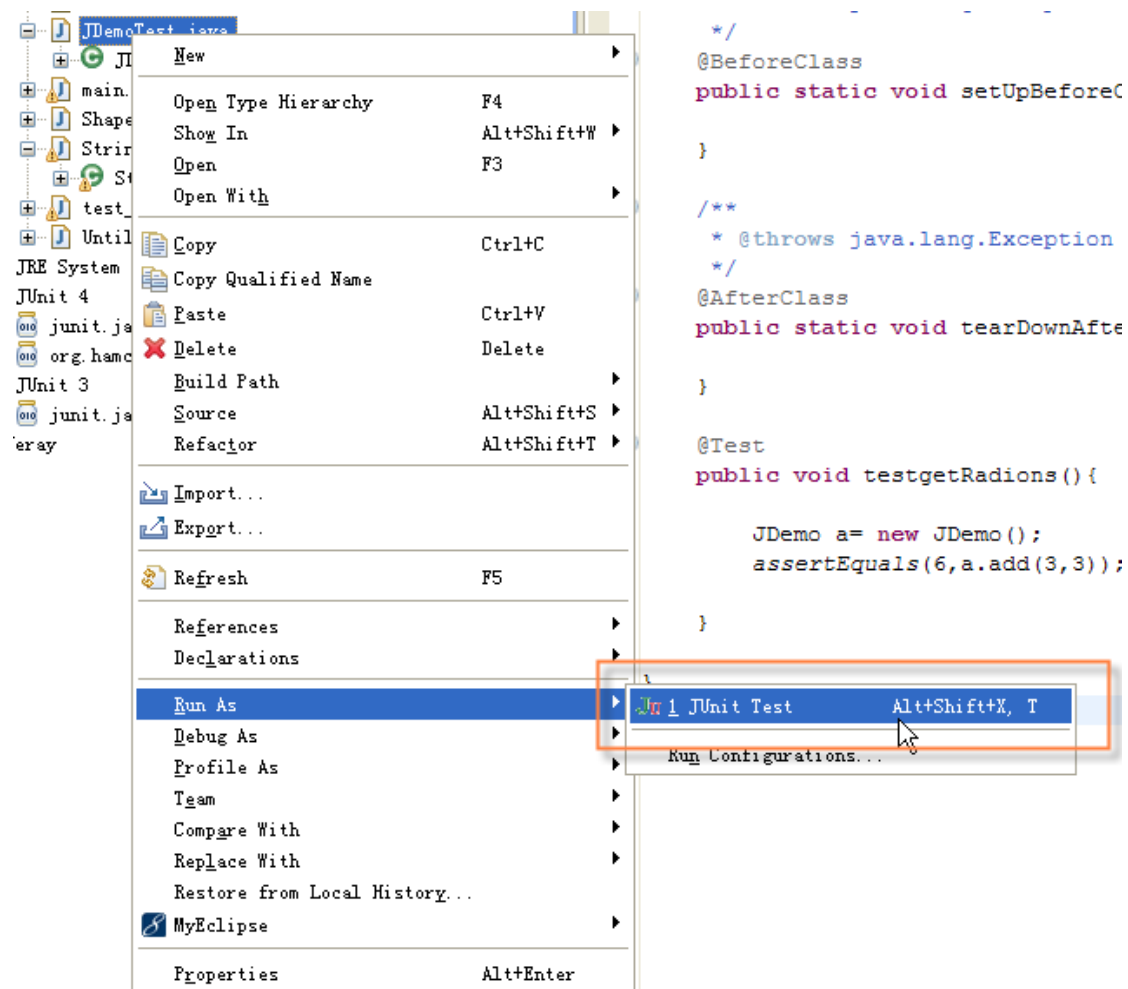 JDemoTest.java
main.
Shape
Strin
test_
Until
JRE System
JUnit 4
junit.ja
org.hamc
JUnit 3
junit.ja
eray
New
Open Type Hierarchy F4
Show In Alt+Shift+W
Open F3
Open With
Copy Ctrl+C
Copy Qualified Name
Paste Ctrl+V
Delete Delete
Build Path
Source Alt+Shift+S
Refactor Alt+Shift+T
Import...
Export...
Refresh F5
References
Declarations
Run As
Debug As
Profile As
Team
Compare With
Replace With
Restore from Local History...
MyEclipse
Properties Alt+Enter
1 JUnit Test Alt+Shift+X, T
Run Configurations...
*/
@BeforeClass
public static void setUpBeforeC
}
/**
* @throws java.lang.Exception
*/
@AfterClass
public static void tearDownAfte
}
@Test
public void testgetRadions(){
JDemo a= new JDemo();
assertEquals(6,a.add(3,3));
}
}